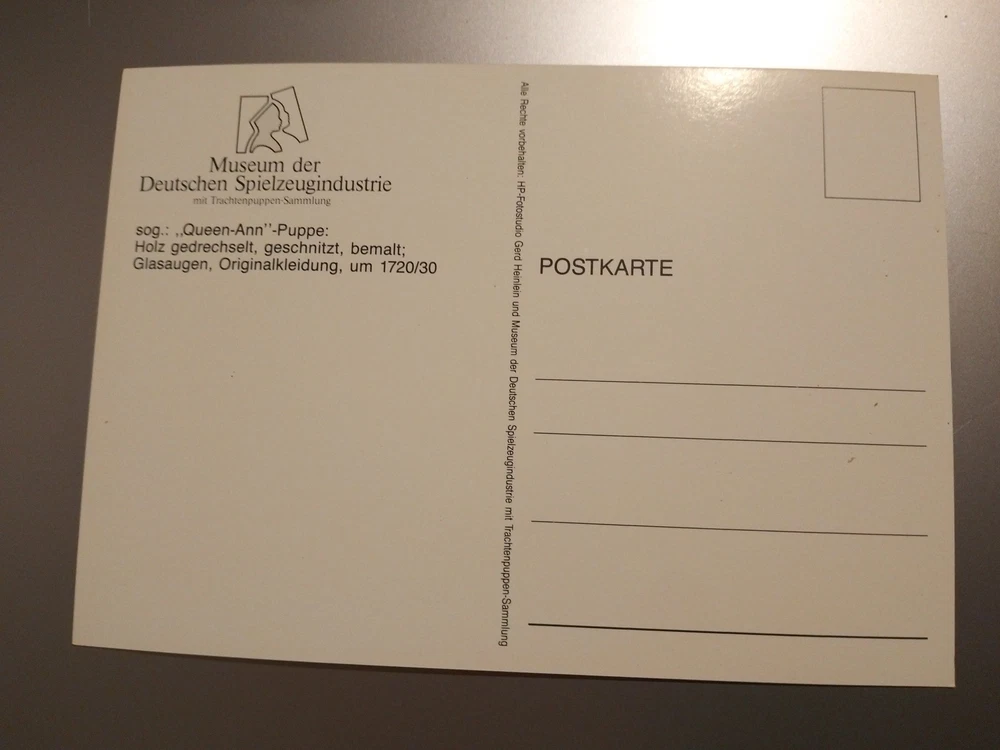 Museum der
Deutschen Spielzeugindustrie
mit Trachtenpuppen-Sammlung
sog.: ,,Queen-Ann''-Puppe:
Holz gedrechselt, geschnitzt, bemalt;
Glasaugen, Originalkleidung, um 1720/30
Alle Rechte vorbehalten: HP-Fotostudio Gerd Heinlein und Museum der Deutschen Spielzeugindustrie mit Trachtenpuppen-Sammlung
POSTKARTE